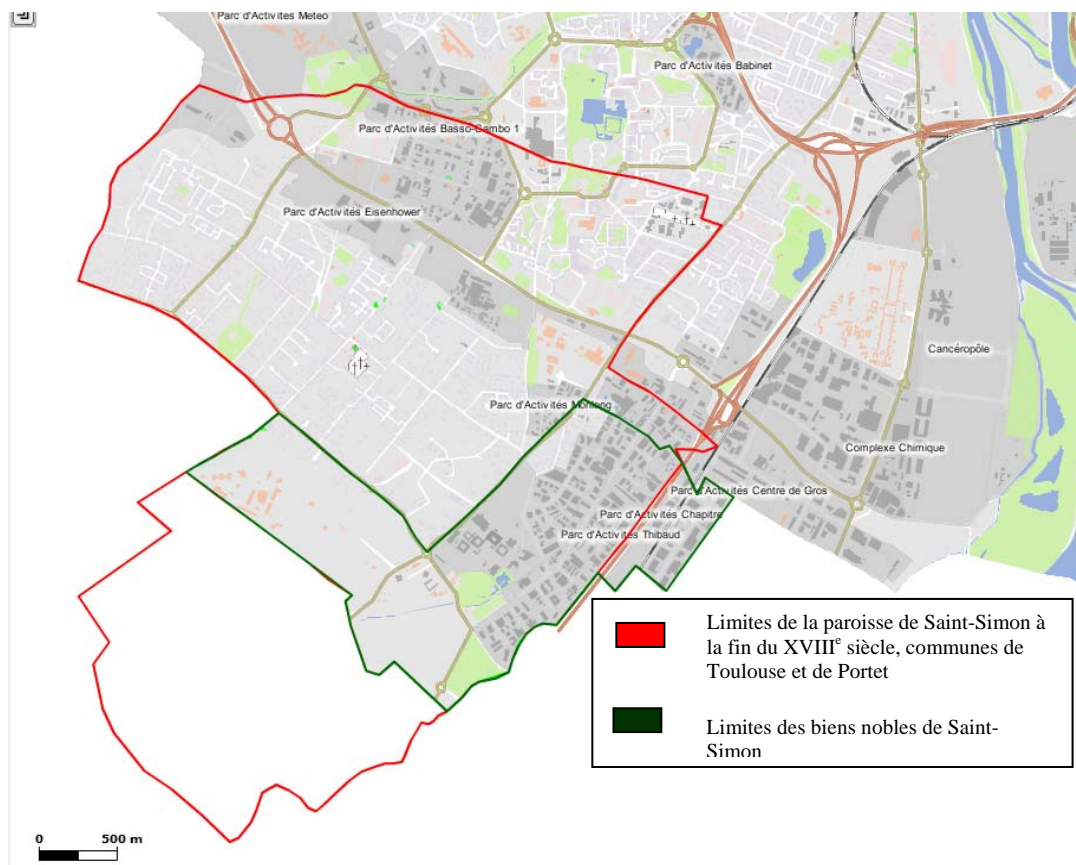 Parc d'Activités Meteo
Parc d'Activités Babinet
Parc d'Activités Basso-Cambo 1
Parc d'Activités Eisenhower
Cancéropôle
Parc d'Activités Monlong
Complexe Chimique
Parc d'Activités Centre de Gros
Parc d'Activités Chapitre
Parc d'Activités Thibaud
Limites de la paroisse de Saint-Simon à
la fin du XVIIIe siècle, communes de
Toulouse et de Portet
Limites des biens nobles de Saint-
Simon
0 500 m